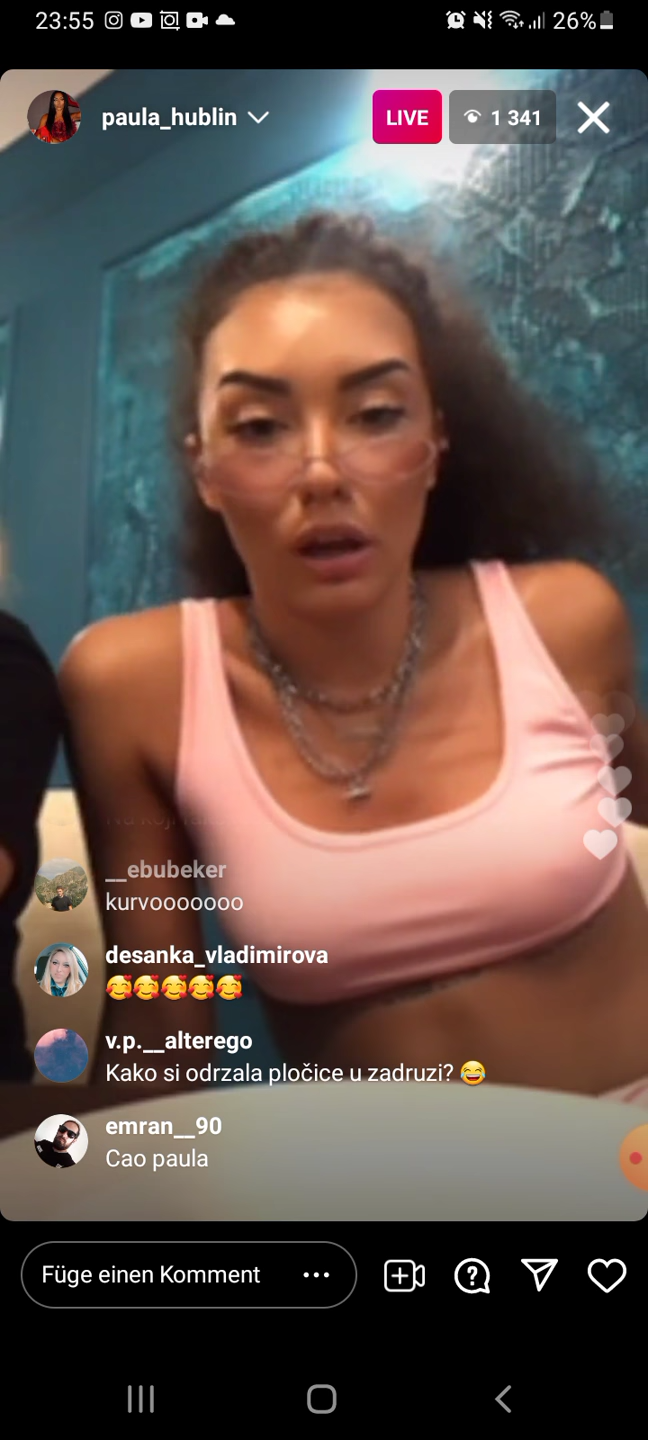 23:55
26%
paula_hublin
LIVE
1 341
__ebubeker
kurvooooooo
desanka_vladimirova
🥰🥰🥰🥰🥰
v.p.__alterego
Kako si odrzala pločice u zadruzi? 😂
emran__90
Cao paula
Füge einen Komment